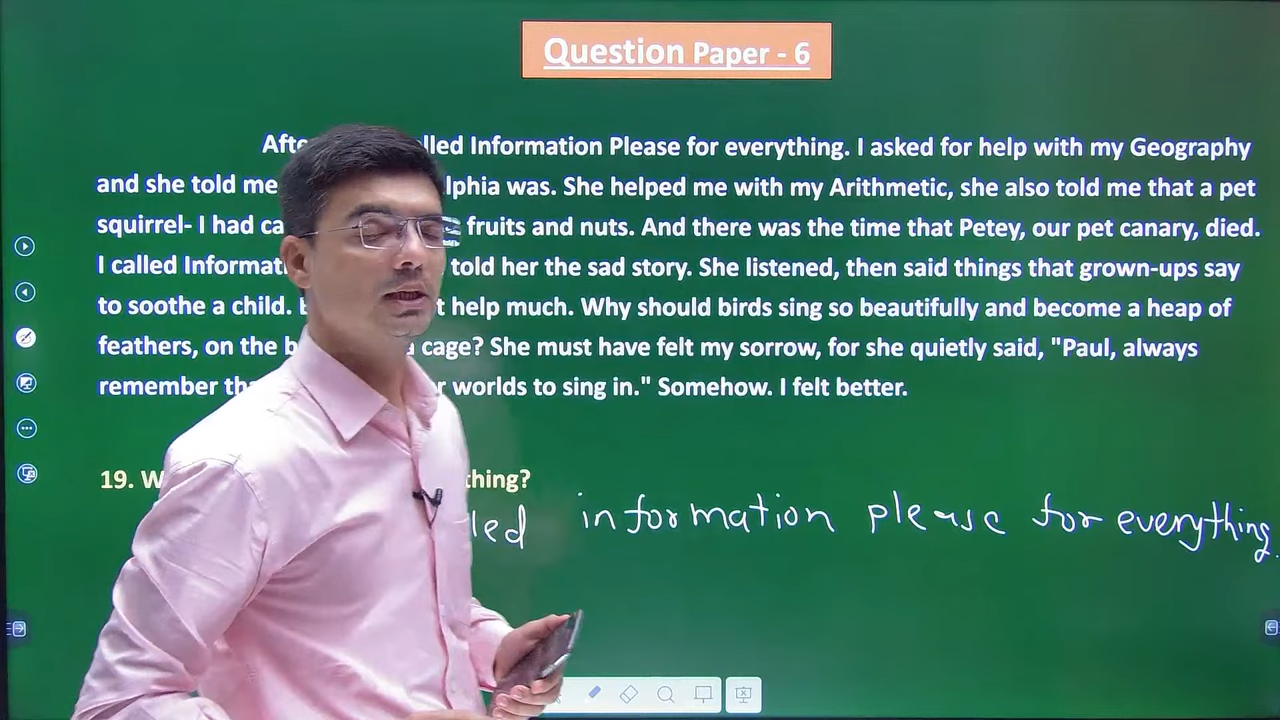 Question Paper - 6
lled Information Please for everything. I asked for help with my Geography
and she told me lphia was. She helped me with my Arithmetic, she also told me that a pet
squirrel- I had ca fruits and nuts. And there was the time that Petey, our pet canary, died.
I called Informat told her the sad story. She listened, then said things that grown-ups say
to soothe a child. t help much. Why should birds sing so beautifully and become a heap of
feathers, on the b a cage? She must have felt my sorrow, for she quietly said, "Paul, always
remember tha r worlds to sing in." Somehow. I felt better.
19. W thing?
led information please for everything.